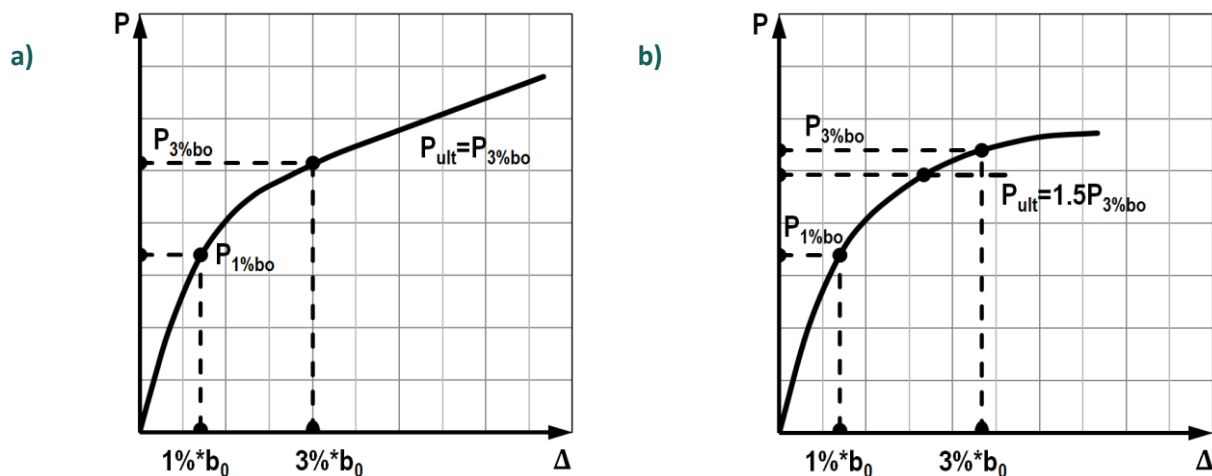 a)
P
P3%bo
Pult=P3%bo
P1%bo
1%*b0
3%*b0
Δ
b)
P
P3%bo
Pult=1.5P3%bo
P1%bo
1%*b0
3%*b0
Δ